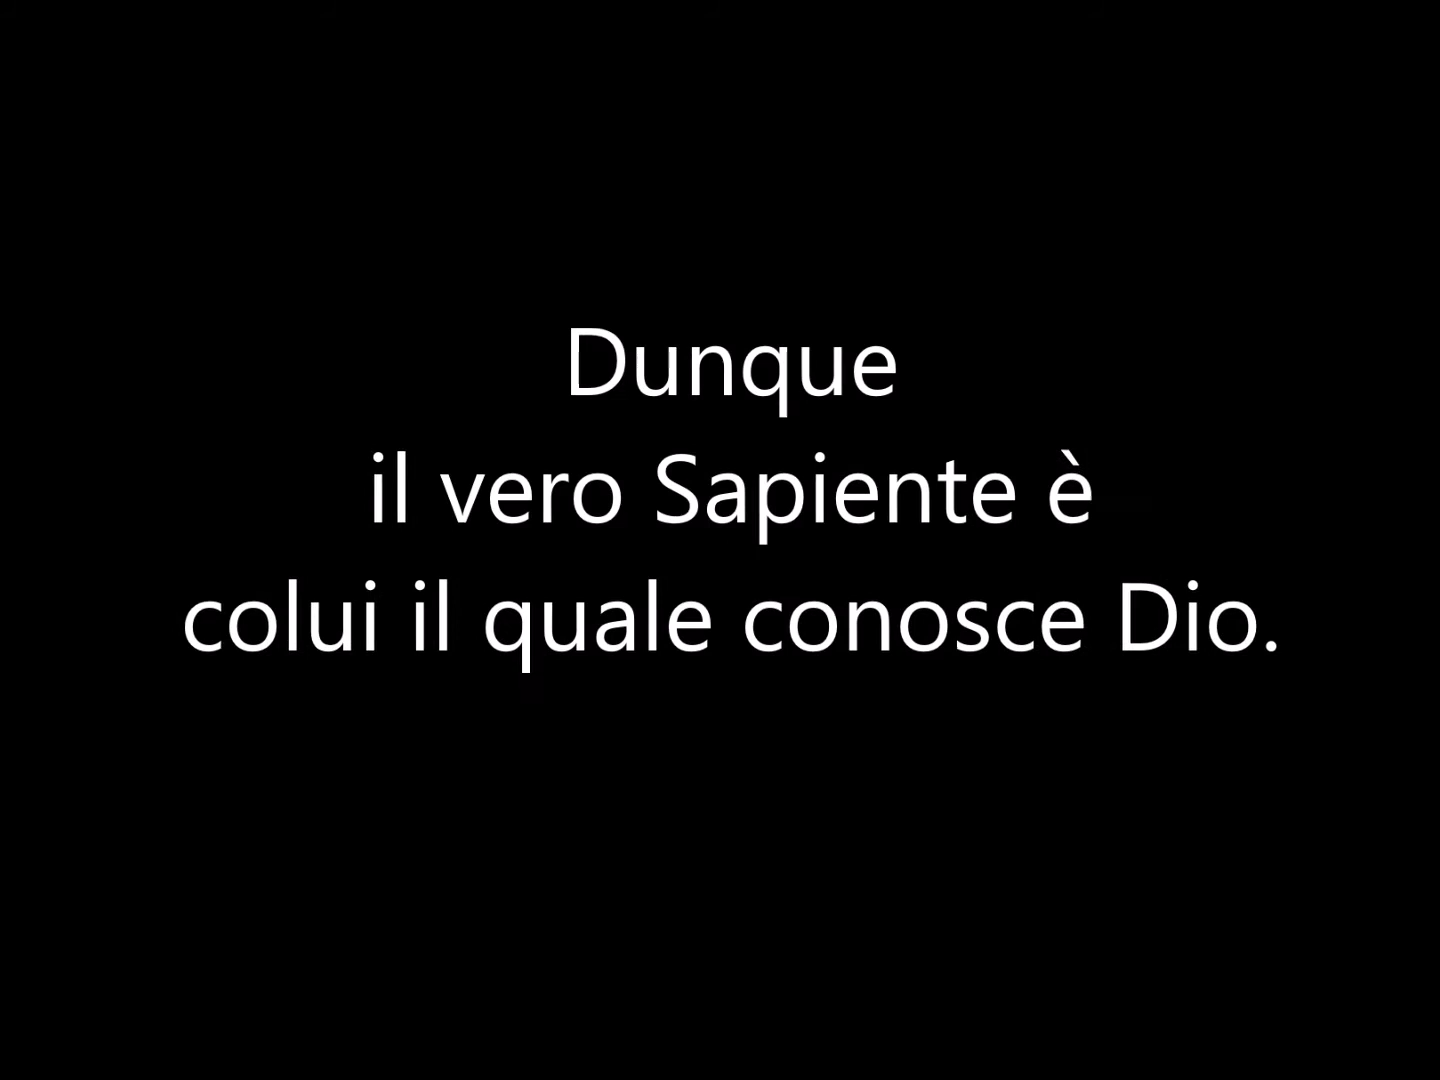 Dunque
il vero Sapiente è
colui il quale conosce Dio.